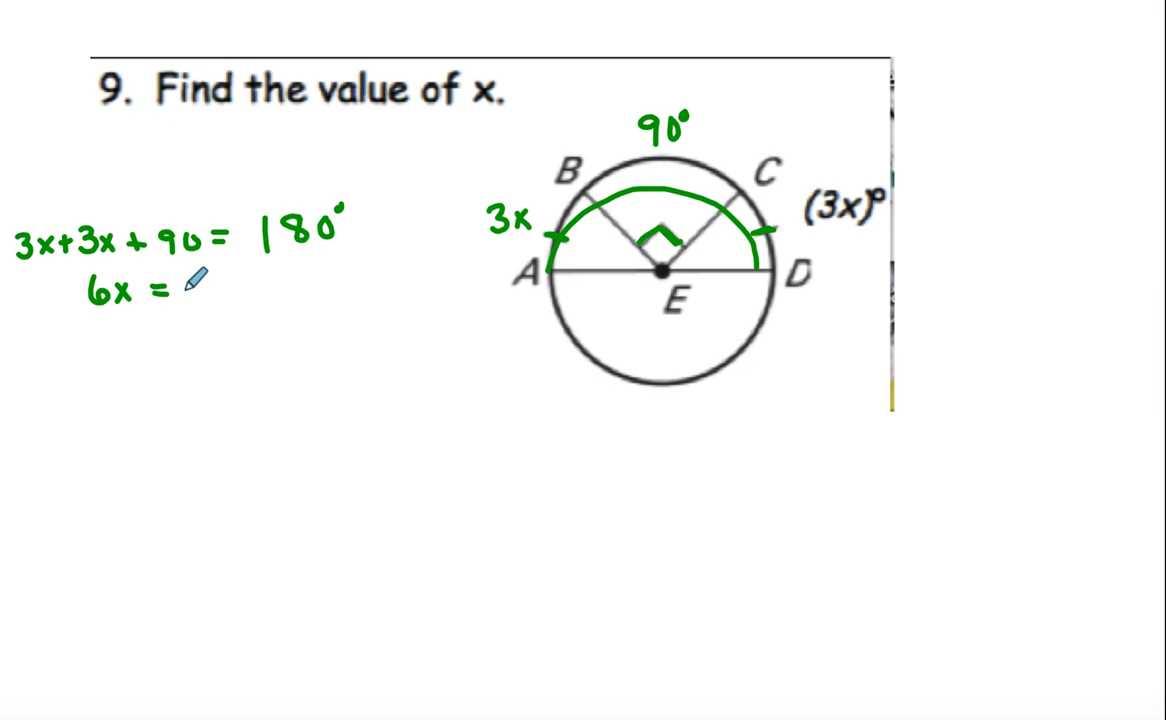 9. Find the value of x.
90°
B
C
3x
(3x)°
3x+3x + 90 = 180°
A
D
6x =
E